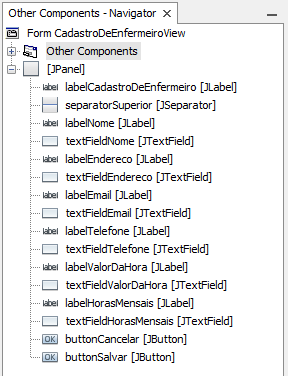 Other Components - Navigator
Form CadastroDeEnfermeiroView
Other Components
[JPanel]
label labelCadastroDeEnfermeiro [JLabel]
separatorSuperior [JSeparator]
label labelNome [JLabel]
textFieldNome [JTextField]
label labelEndereco [JLabel]
textFieldEndereco [JTextField]
label labelEmail [JLabel]
textFieldEmail [JTextField]
label labelTelefone [JLabel]
textFieldTelefone [JTextField]
label labelValorDaHora [JLabel]
textFieldValorDaHora [JTextField]
label labelHorasMensais [JLabel]
textFieldHorasMensais [JTextField]
OK buttonCancelar [JButton]
OK buttonSalvar [JButton]